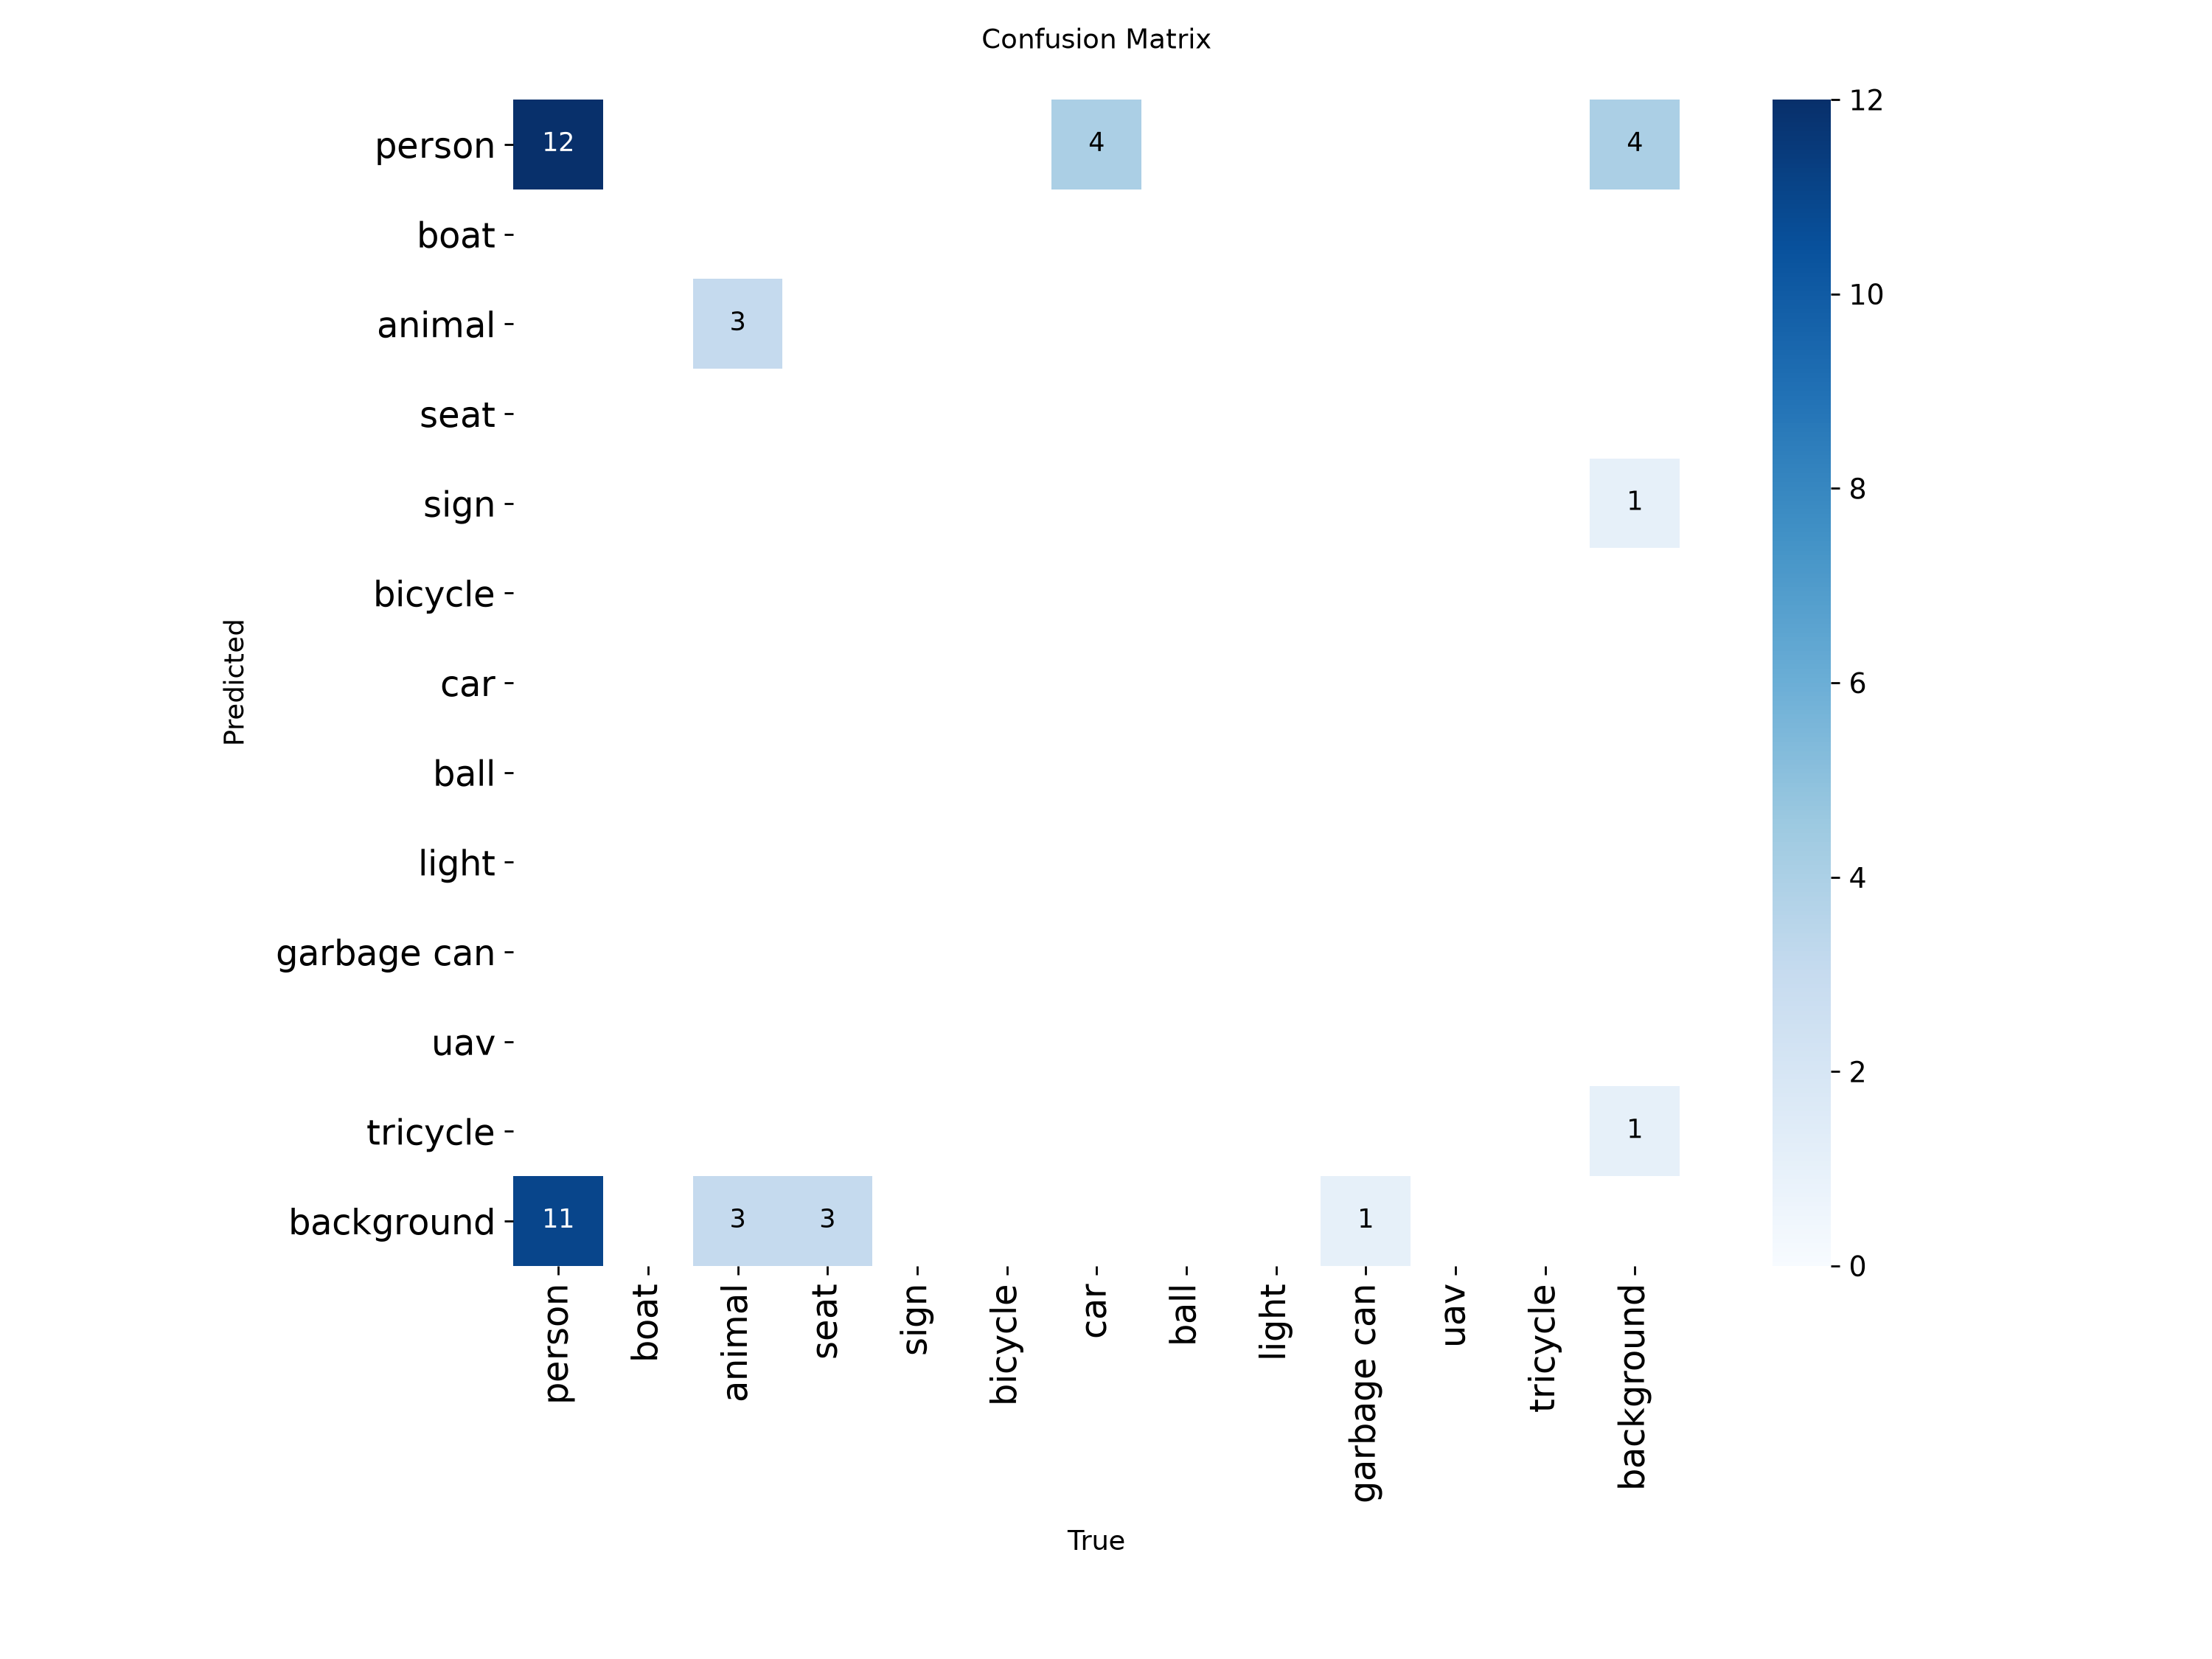 Confusion Matrix
person 12 4 4
boat
animal 3
seat
sign 1
bicycle
car
ball
light
garbage can
uav
tricycle 1
background 11 3 3 1
person boat animal seat sign bicycle car ball light garbage can uav tricycle background
Predicted
True
12
10
8
6
4
2
0